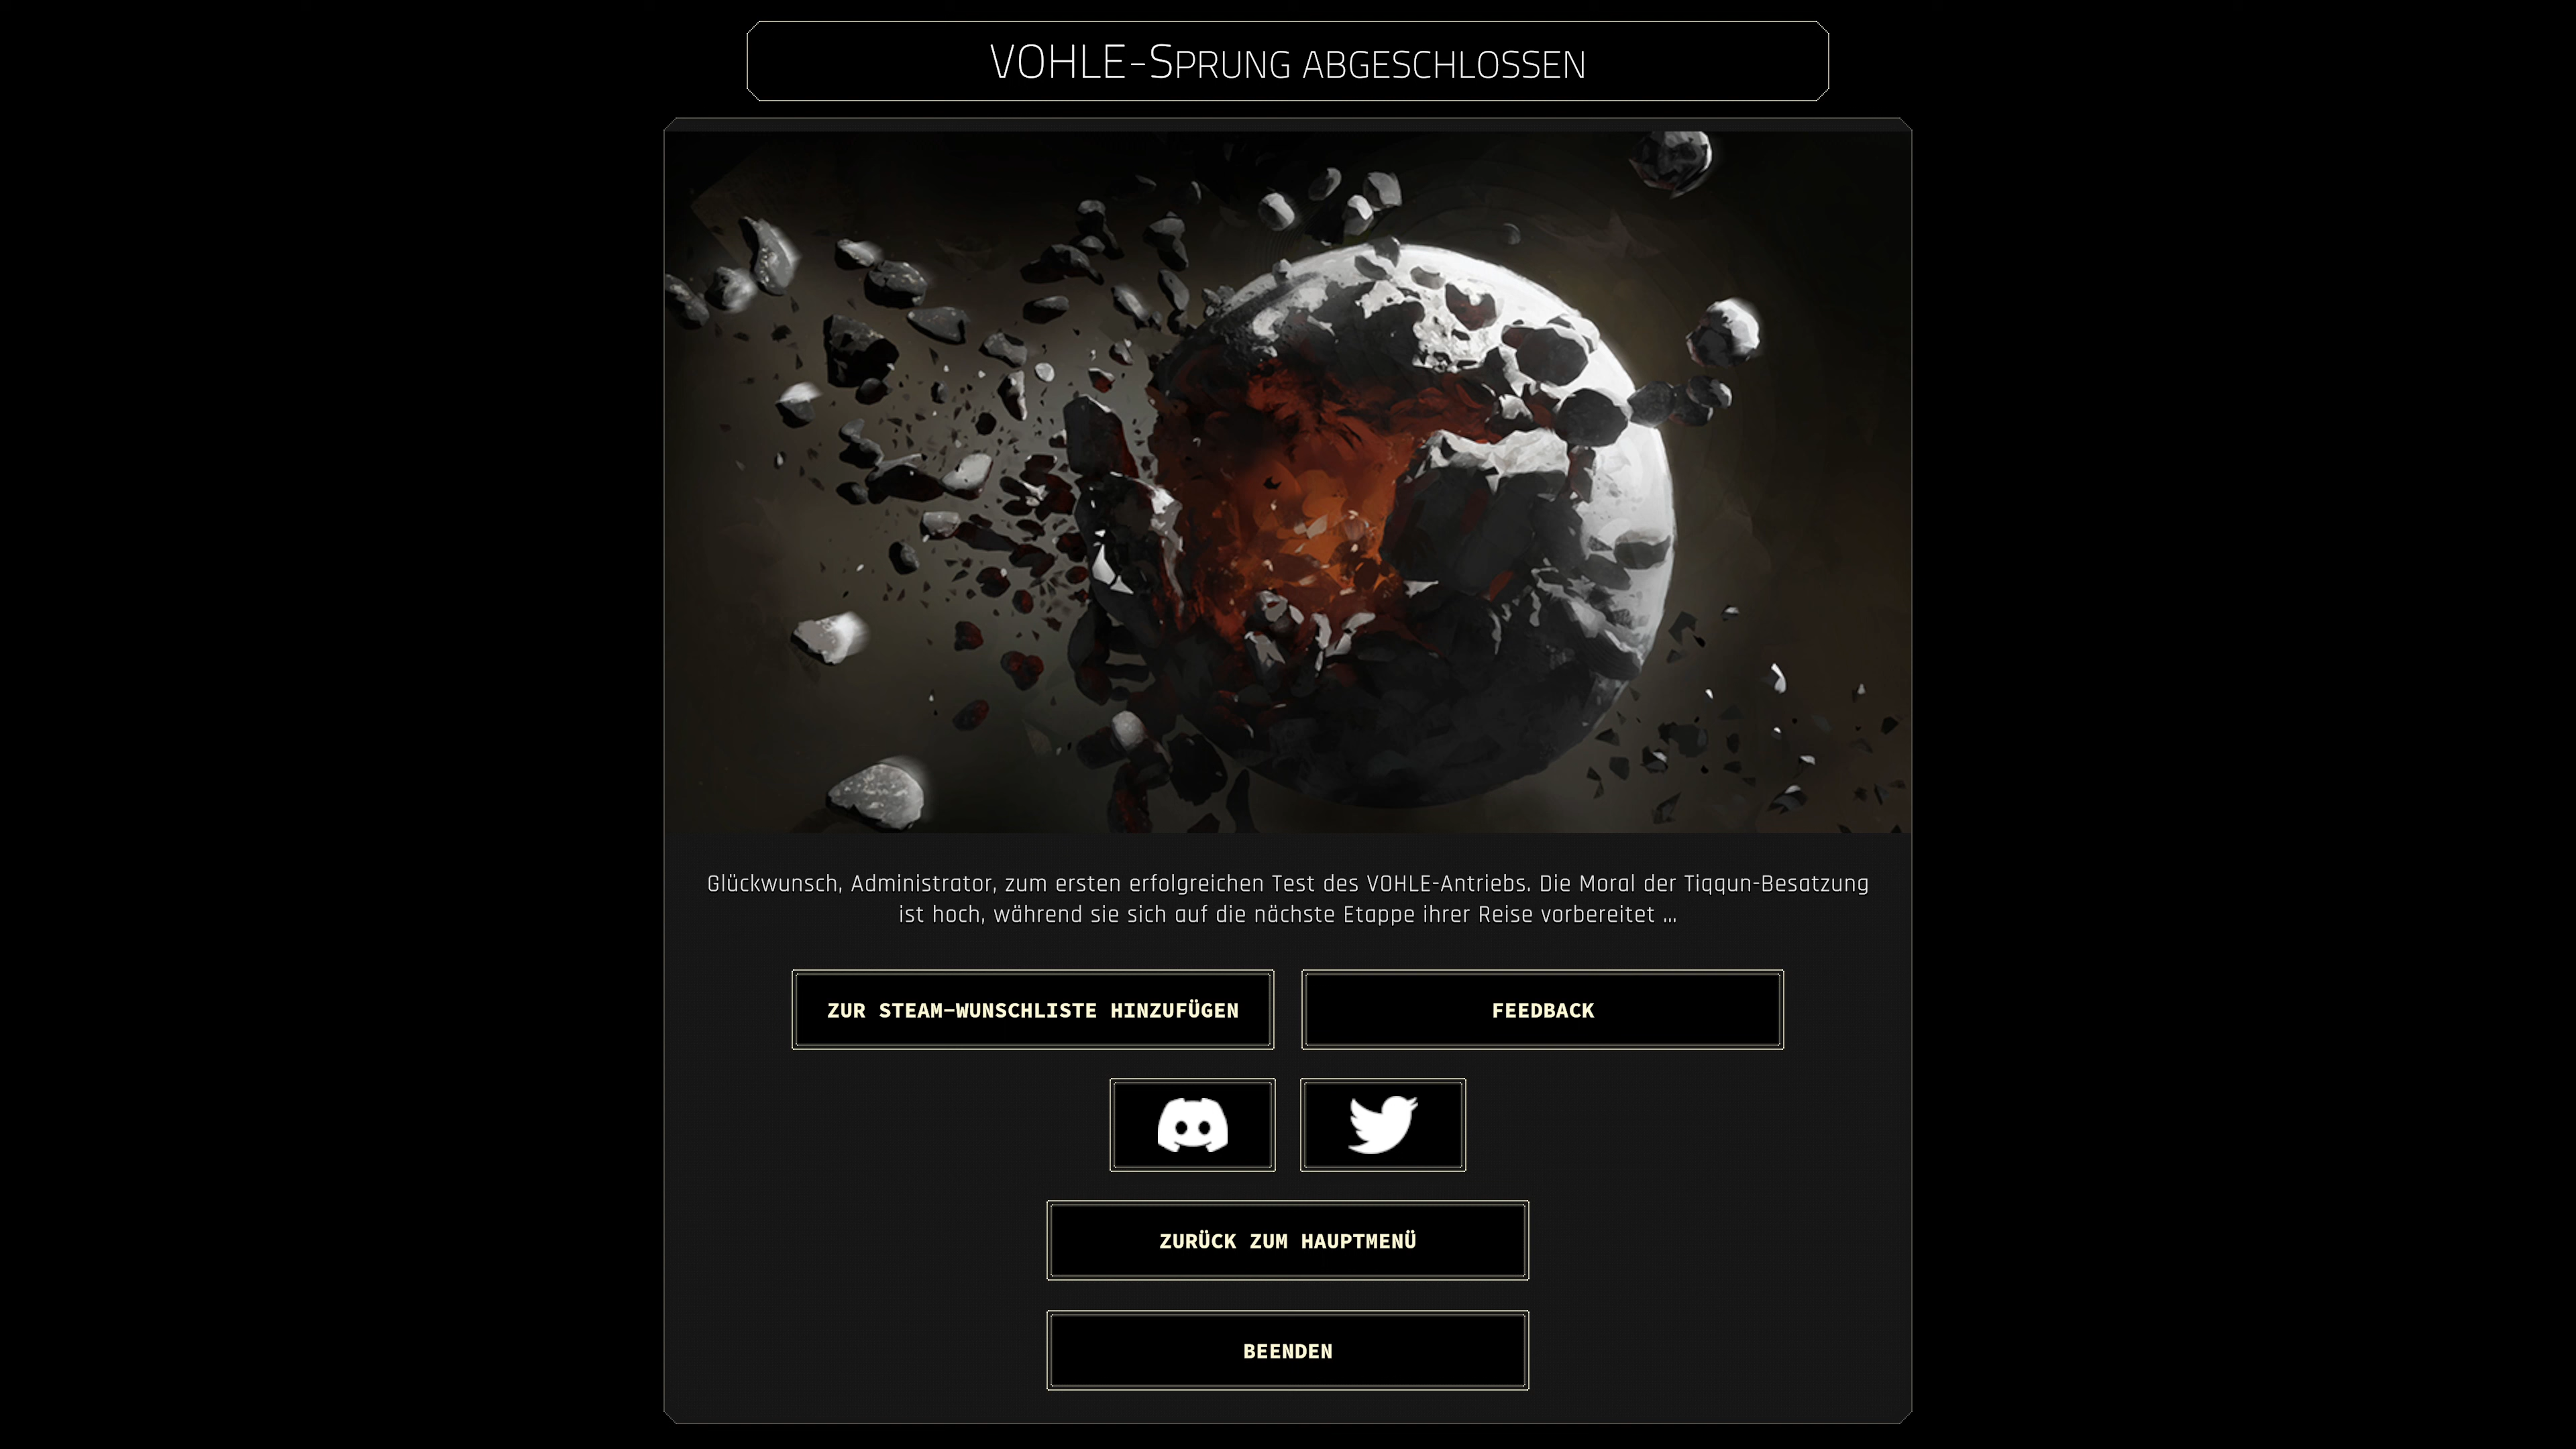 VOHLE-Sprung abgeschlossen
Glückwunsch, Administrator, zum ersten erfolgreichen Test des VOHLE-Antriebs. Die Moral der Tiqqun-Besatzung
ist hoch, während sie sich auf die nächste Etappe ihrer Reise vorbereitet ...
ZUR STEAM-WUNSCHLISTE HINZUFÜGEN
FEEDBACK
ZURÜCK ZUM HAUPTMENÜ
BEENDEN